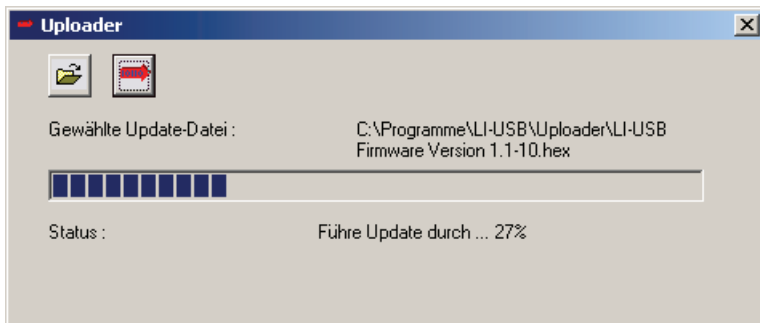 Uploader
Gewählte Update-Datei :
C:\Programme\LI-USB\Uploader\LI-USB
Firmware Version 1.1-10.hex
Status :
Führe Update durch ... 27%